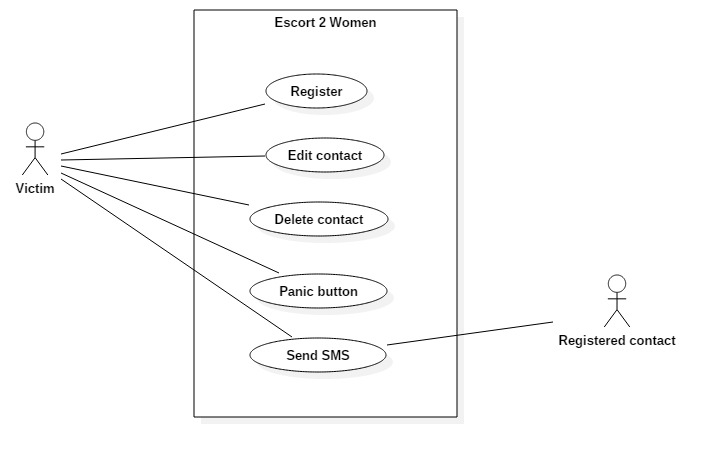 Escort 2 Women
Register
Edit contact
Victim
Delete contact
Panic button
Registered contact
Send SMS